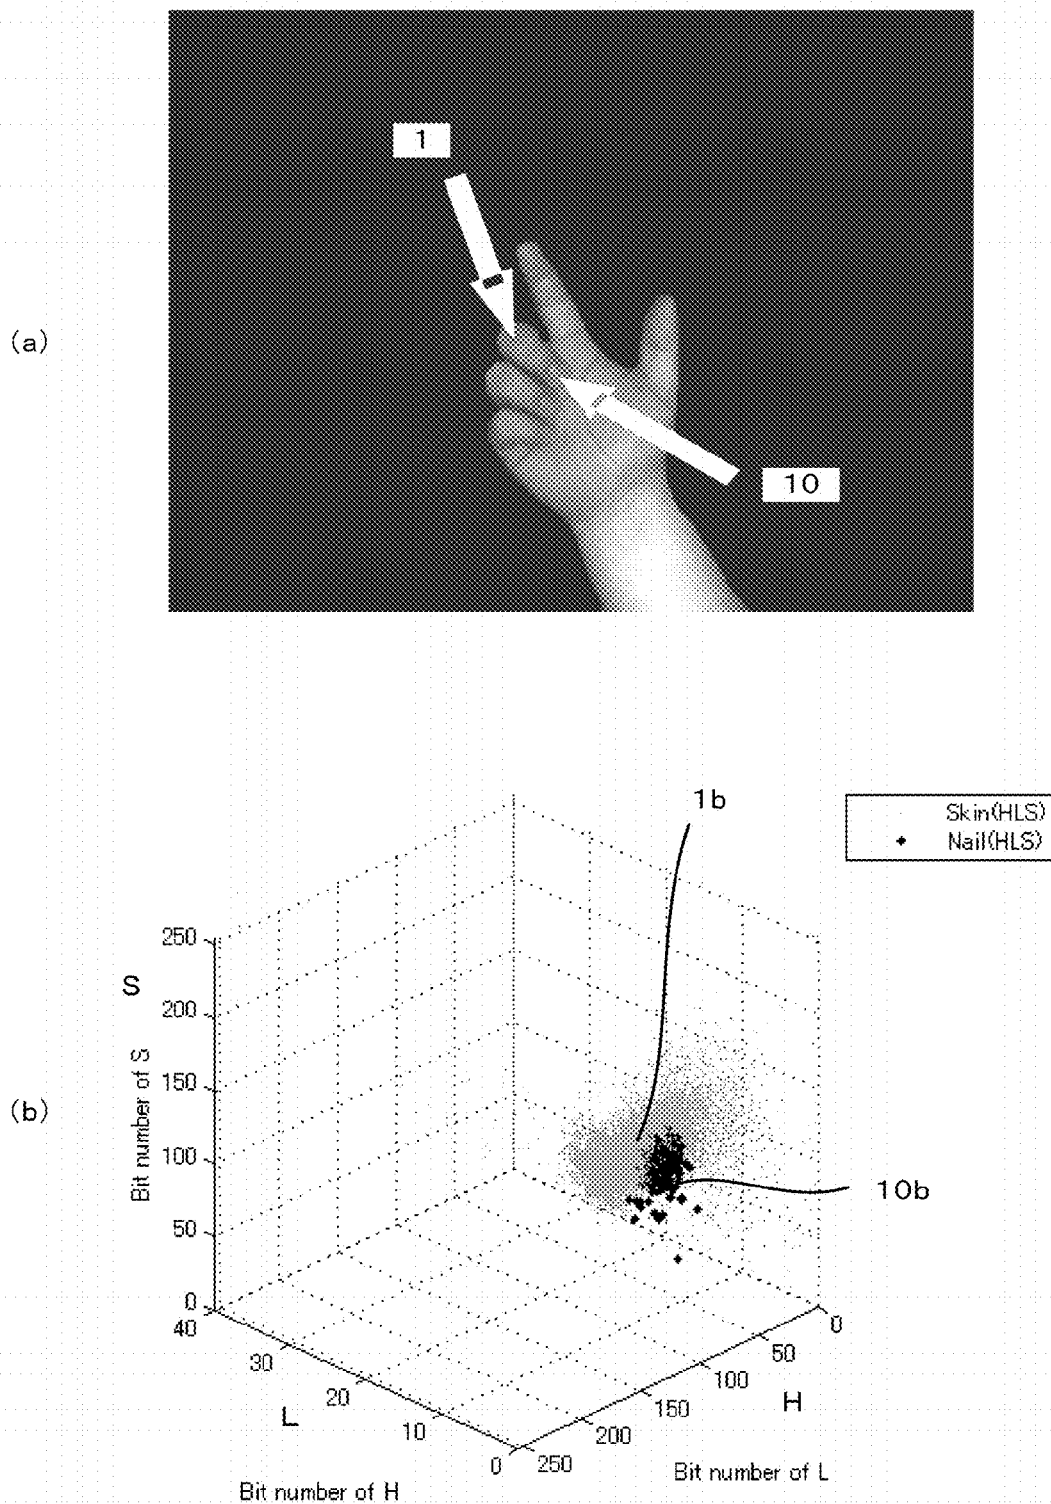 1
(a)
10
1b
Skin(HLS)
Nail(HLS)
250
S
200
Bit number of S
150
(b)
100
10b
50
0
40
0
30
50
20
100
L
H
10
150
200
0
250
Bit number of L
Bit number of H